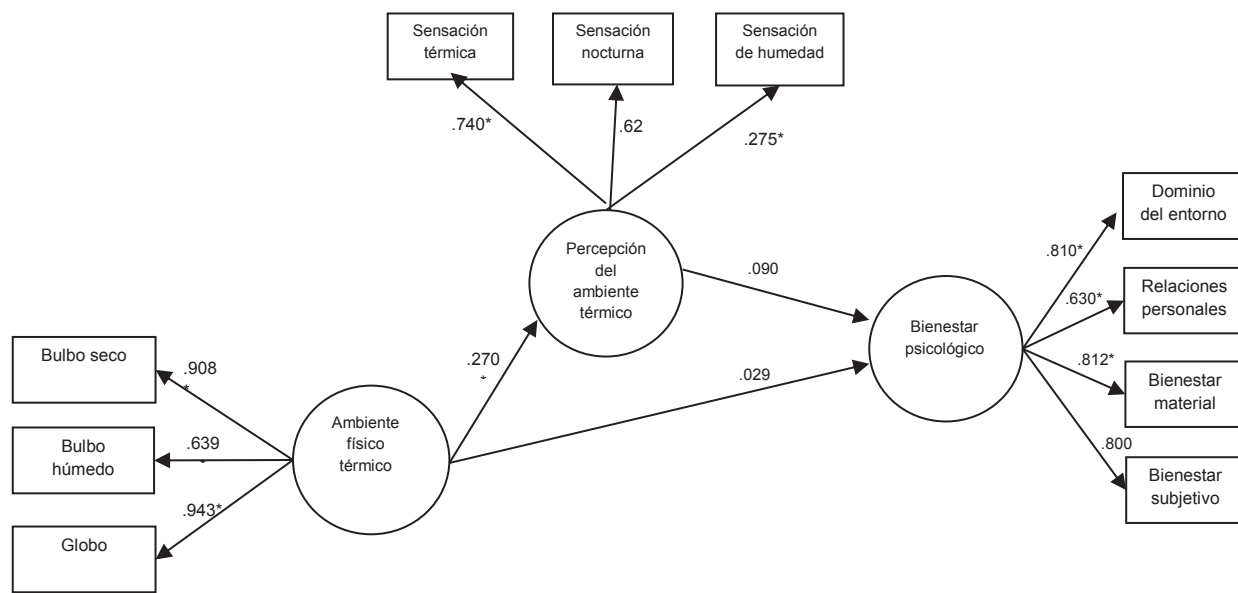 Sensación
térmica
Sensación
nocturna
Sensación
de humedad
.740*
.62
.275*
Percepción
del
ambiente
térmico
.090
Dominio
del entorno
.810*
Relaciones
personales
.630*
Bienestar
psicológico
.812*
Bienestar
material
.800
Bienestar
subjetivo
Bulbo seco
.908
*
.270
*
.029
Ambiente
físico
térmico
Bulbo
húmedo
.639
*
.943*
Globo